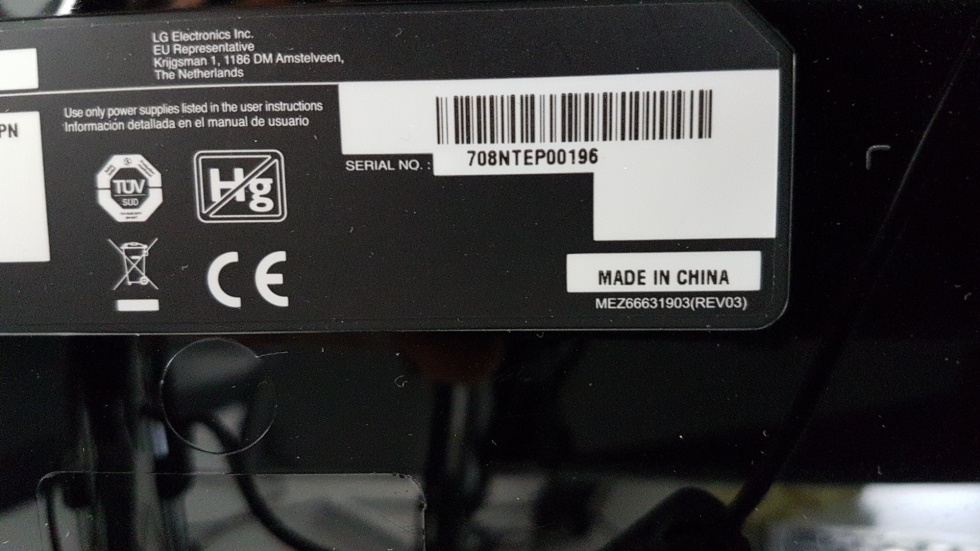 LG Electronics Inc.
EU Representative
Krijgsman 1, 1186 DM Amstelveen,
The Netherlands
PN
Use only power supplies listed in the user instructions
Información detallada en el manual de usuario
TÜV
SÜD
Hg
CE
SERIAL NO. :
708NTEP00196
MADE IN CHINA
MEZ66631903(REV03)